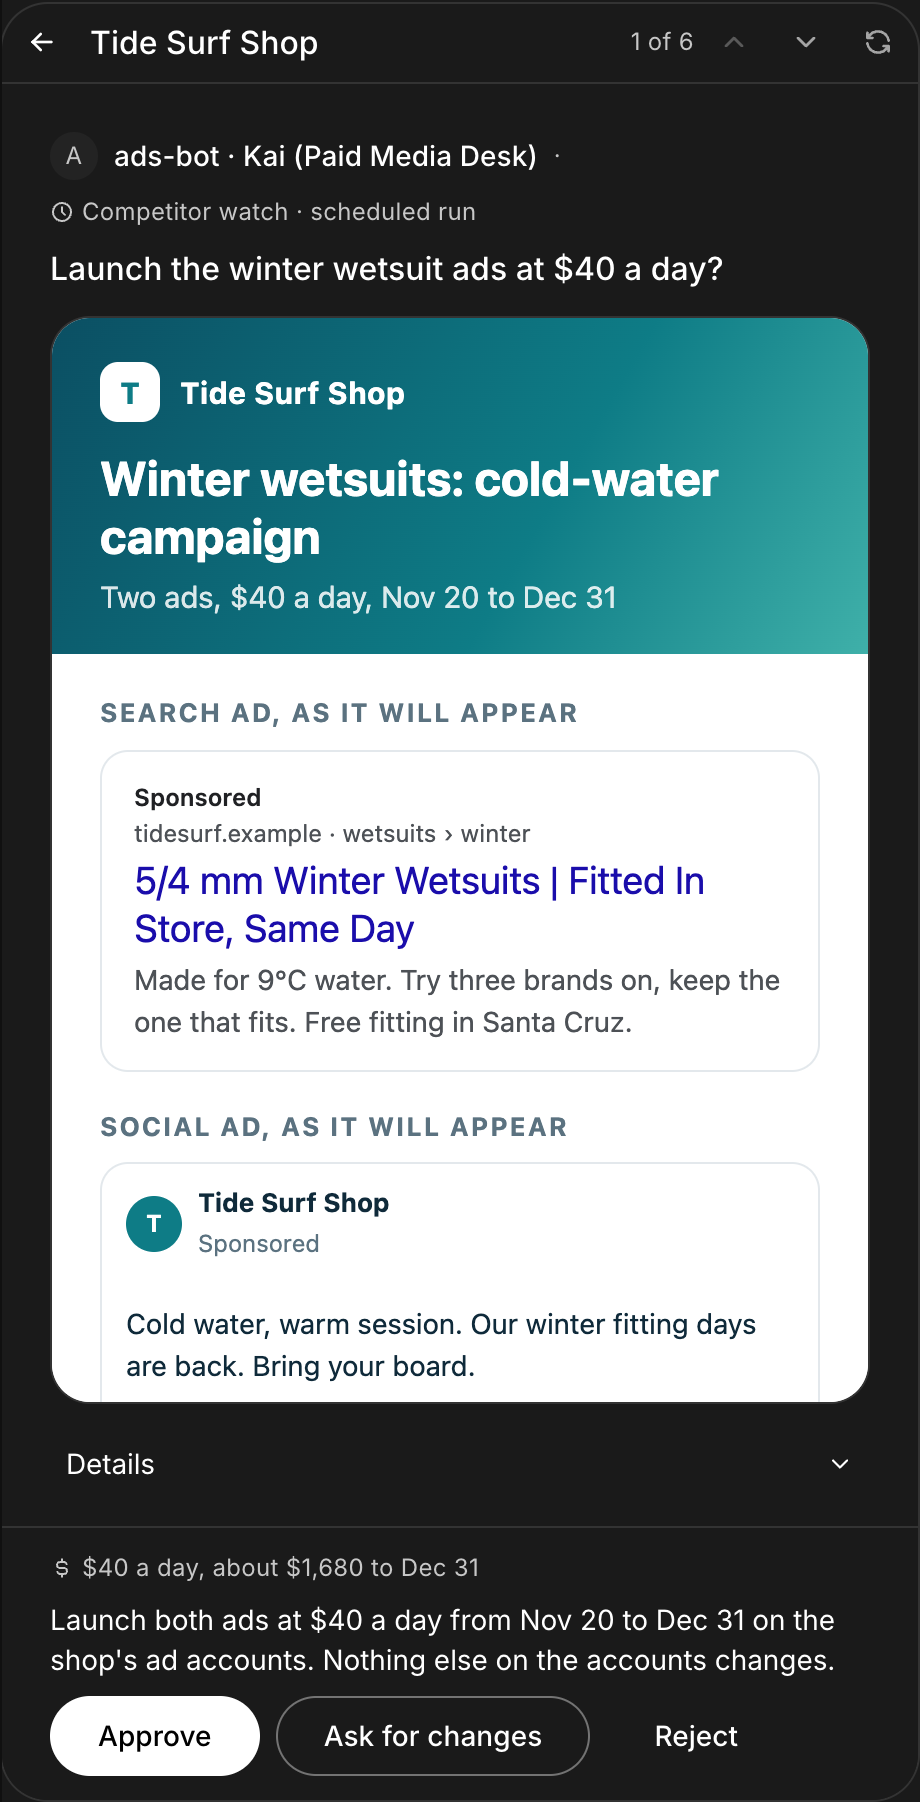 Tide Surf Shop
1 of 6
A
ads-bot · Kai (Paid Media Desk) ·
Competitor watch · scheduled run
Launch the winter wetsuit ads at $40 a day?
T
Tide Surf Shop
Winter wetsuits: cold-water
campaign
Two ads, $40 a day, Nov 20 to Dec 31
SEARCH AD, AS IT WILL APPEAR
Sponsored
tidesurf.example · wetsuits › winter
5/4 mm Winter Wetsuits | Fitted In
Store, Same Day
Made for 9°C water. Try three brands on, keep the
one that fits. Free fitting in Santa Cruz.
SOCIAL AD, AS IT WILL APPEAR
T
Tide Surf Shop
Sponsored
Cold water, warm session. Our winter fitting days
are back. Bring your board.
Details
$ $40 a day, about $1,680 to Dec 31
Launch both ads at $40 a day from Nov 20 to Dec 31 on the
shop's ad accounts. Nothing else on the accounts changes.
Approve
Ask for changes
Reject